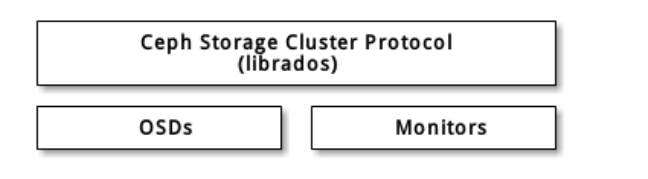 Ceph Storage Cluster Protocol
(librados)
OSDs
Monitors